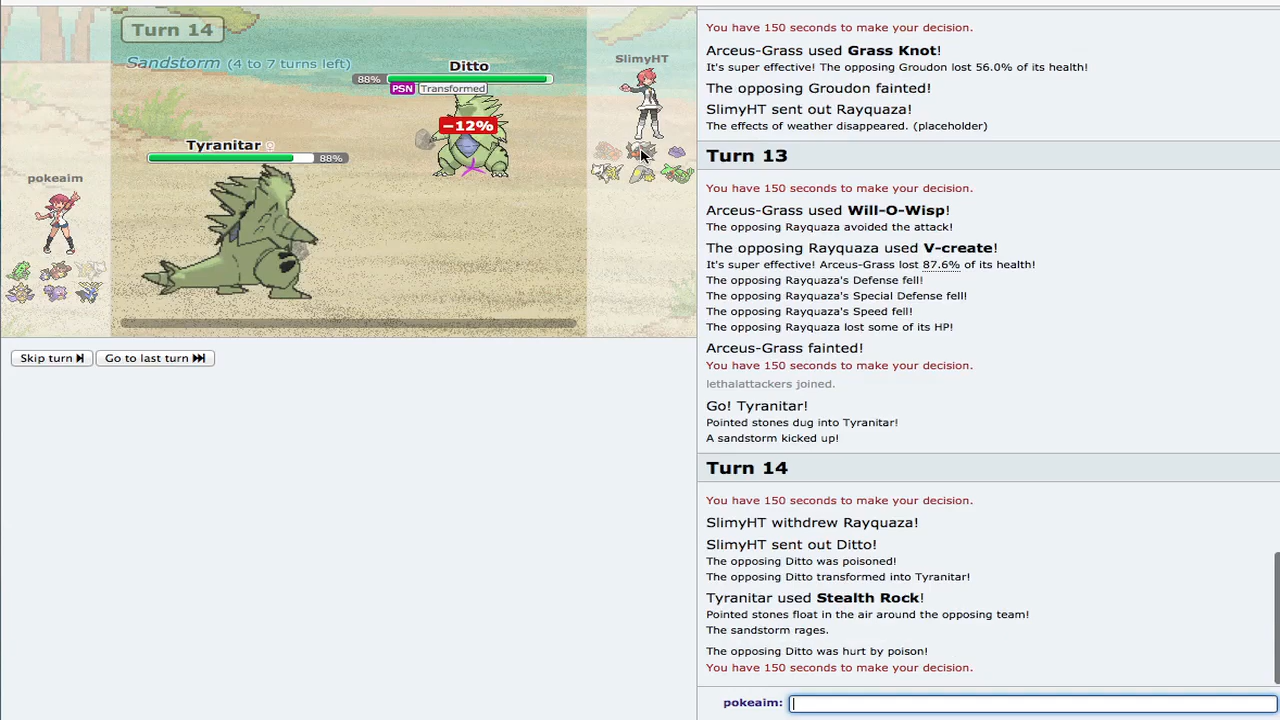 Turn 14
Sandstorm (4 to 7 turns left)
Ditto
88%
PSN Transformed
-12%
Tyranitar
88%
pokeaim
SlimyHT
Skip turn
Go to last turn
You have 150 seconds to make your decision.
Arceus-Grass used Grass Knot!
It's super effective! The opposing Groudon lost 56.0% of its health!
The opposing Groudon fainted!
SlimyHT sent out Rayquaza!
The effects of weather disappeared. (placeholder)
Turn 13
You have 150 seconds to make your decision.
Arceus-Grass used Will-O-Wisp!
The opposing Rayquaza avoided the attack!
The opposing Rayquaza used V-create!
It's super effective! Arceus-Grass lost 87.6% of its health!
The opposing Rayquaza's Defense fell!
The opposing Rayquaza's Special Defense fell!
The opposing Rayquaza's Speed fell!
The opposing Rayquaza lost some of its HP!
Arceus-Grass fainted!
You have 150 seconds to make your decision.
lethalattackers joined.
Go! Tyranitar!
Pointed stones dug into Tyranitar!
A sandstorm kicked up!
Turn 14
You have 150 seconds to make your decision.
SlimyHT withdrew Rayquaza!
SlimyHT sent out Ditto!
The opposing Ditto was poisoned!
The opposing Ditto transformed into Tyranitar!
Tyranitar used Stealth Rock!
Pointed stones float in the air around the opposing team!
The sandstorm rages.
The opposing Ditto was hurt by poison!
You have 150 seconds to make your decision.
pokeaim: